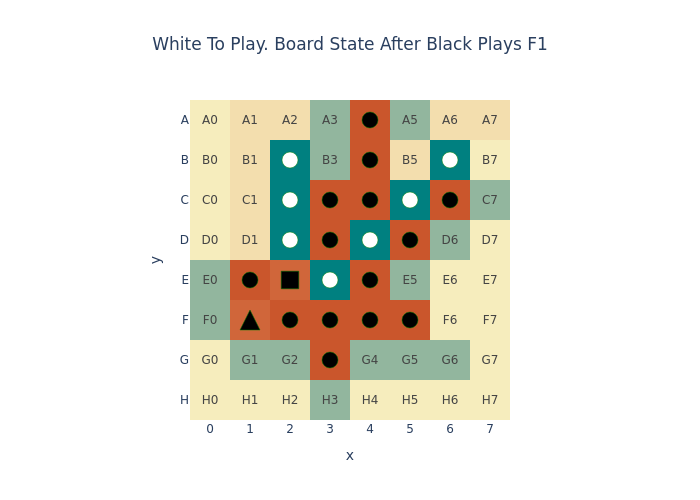 White To Play. Board State After Black Plays F1
A A0 A1 A2 A3 A5 A6 A7
B B0 B1 B3 B5 B7
C C0 C1 C7
D D0 D1 D6 D7
y
E E0 E5 E6 E7
F F0 F6 F7
G G0 G1 G2 G4 G5 G6 G7
H H0 H1 H2 H3 H4 H5 H6 H7
0 1 2 3 4 5 6 7
x